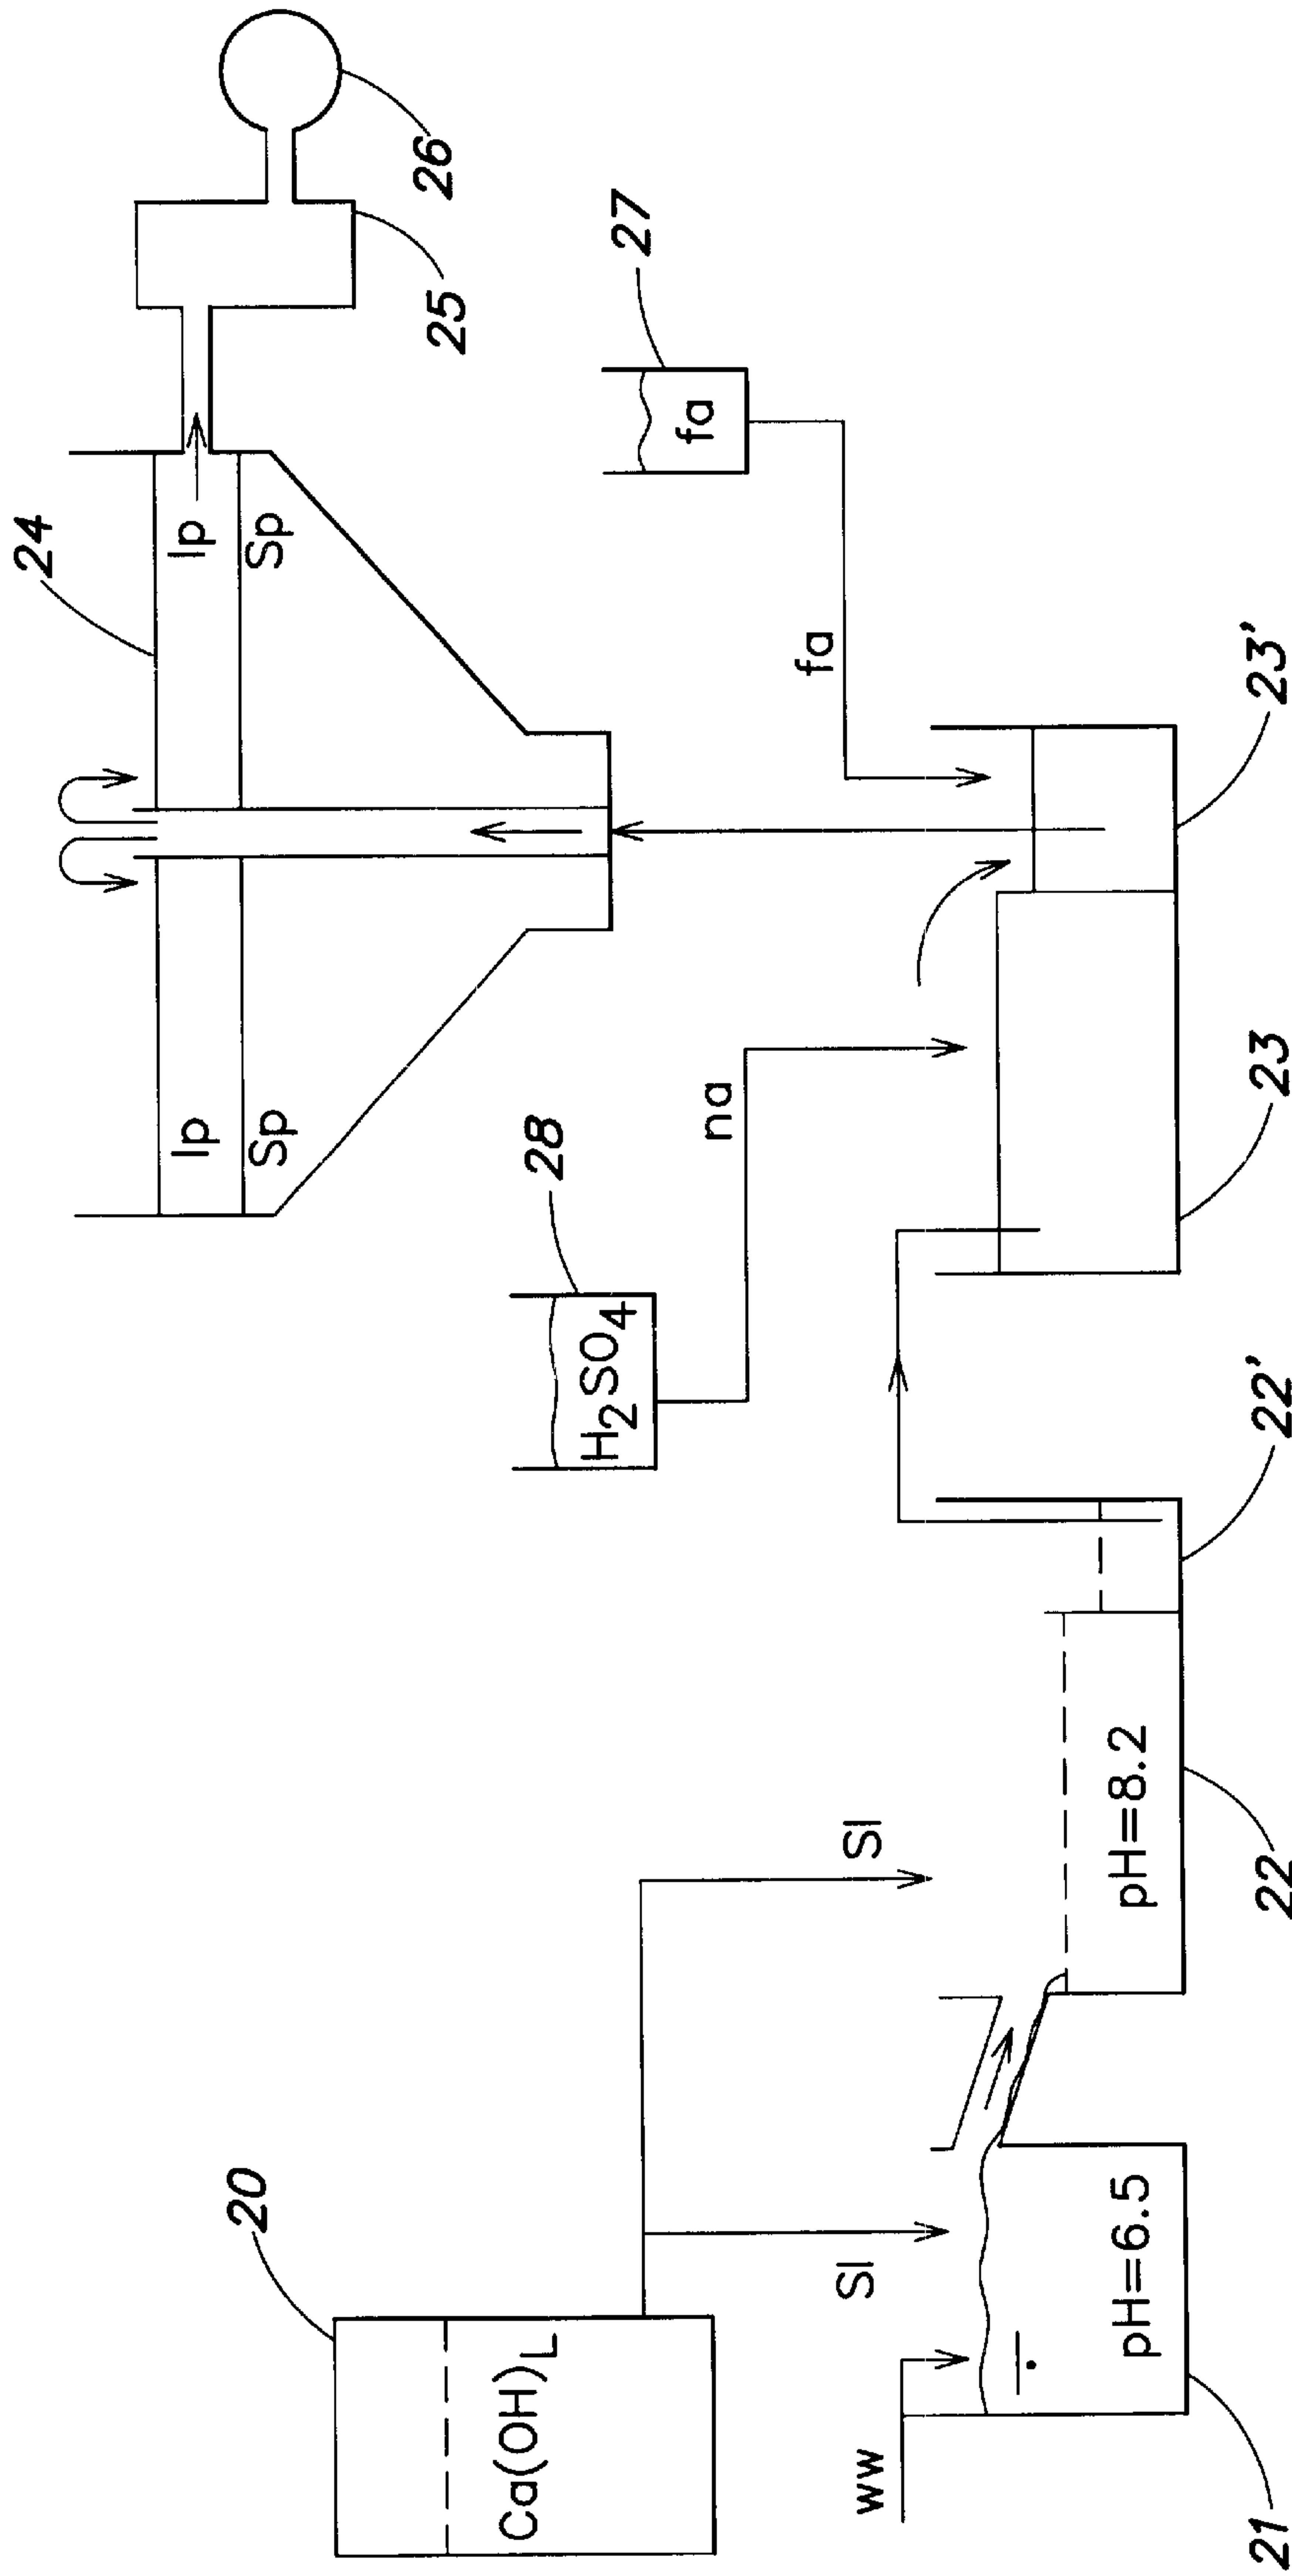 24
lp
Sp
lp
Sp
25
26
27
fa
fa
28
H2SO4
na
20
Ca(OH)L
Sl
Sl
ww
pH=6.5
pH=8.2
21
22
22'
23
23'